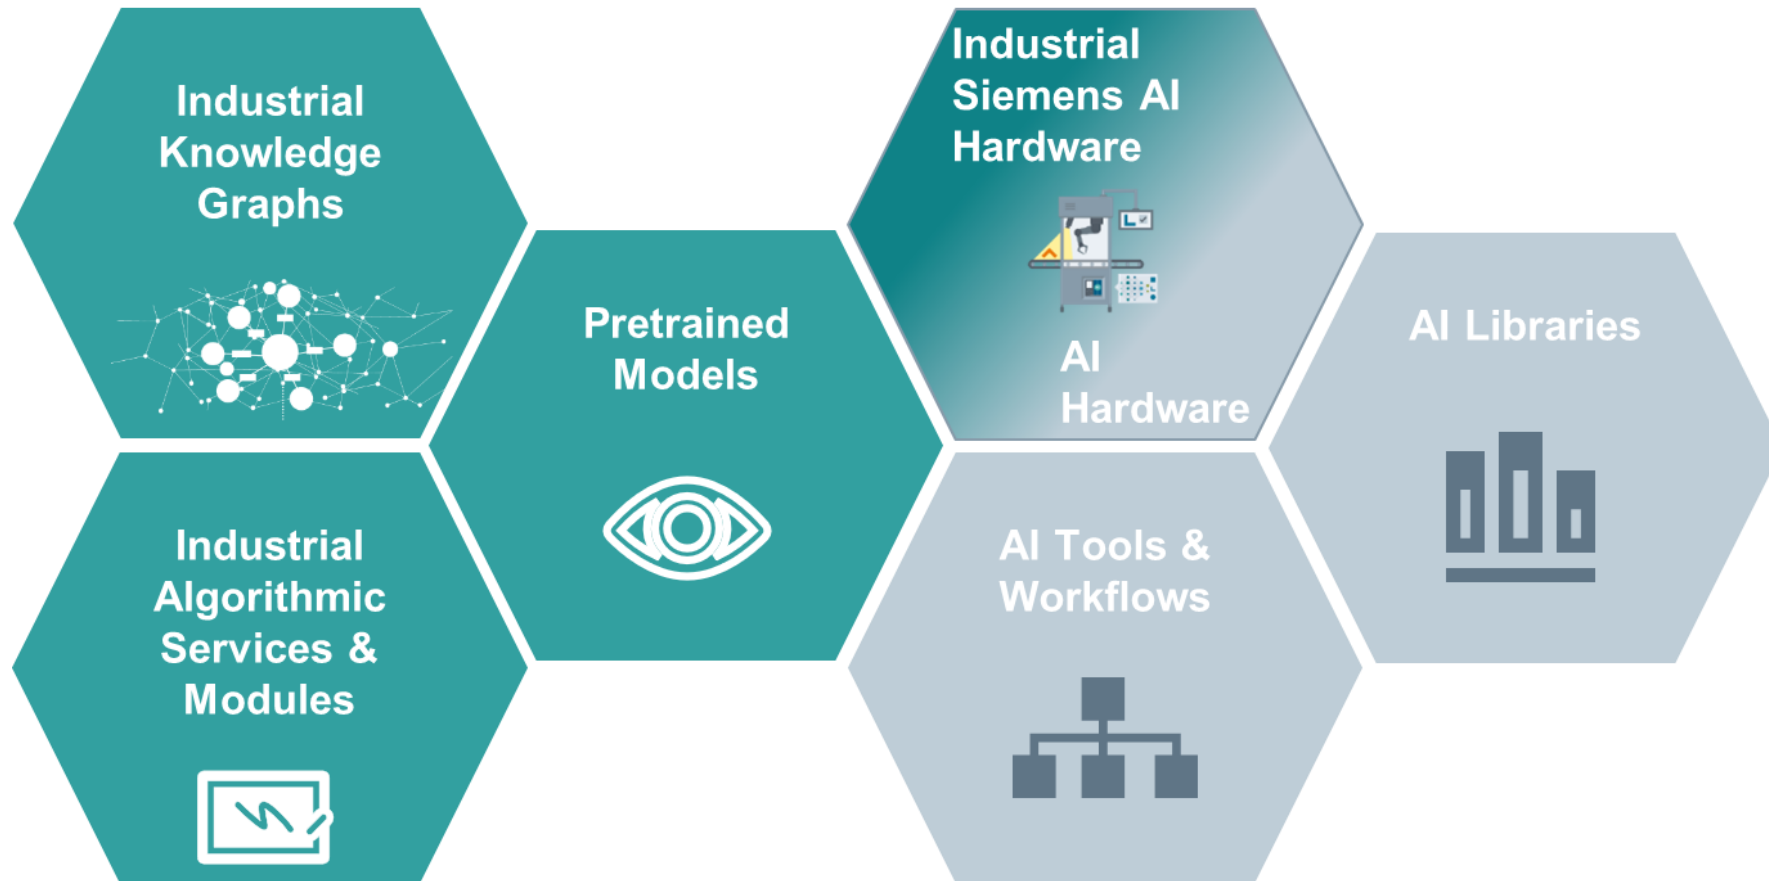 Industrial
Knowledge
Graphs
Industrial
Algorithmic
Services &
Modules
Pretrained
Models
Industrial
Siemens AI
Hardware
AI
Hardware
AI Tools &
Workflows
AI Libraries